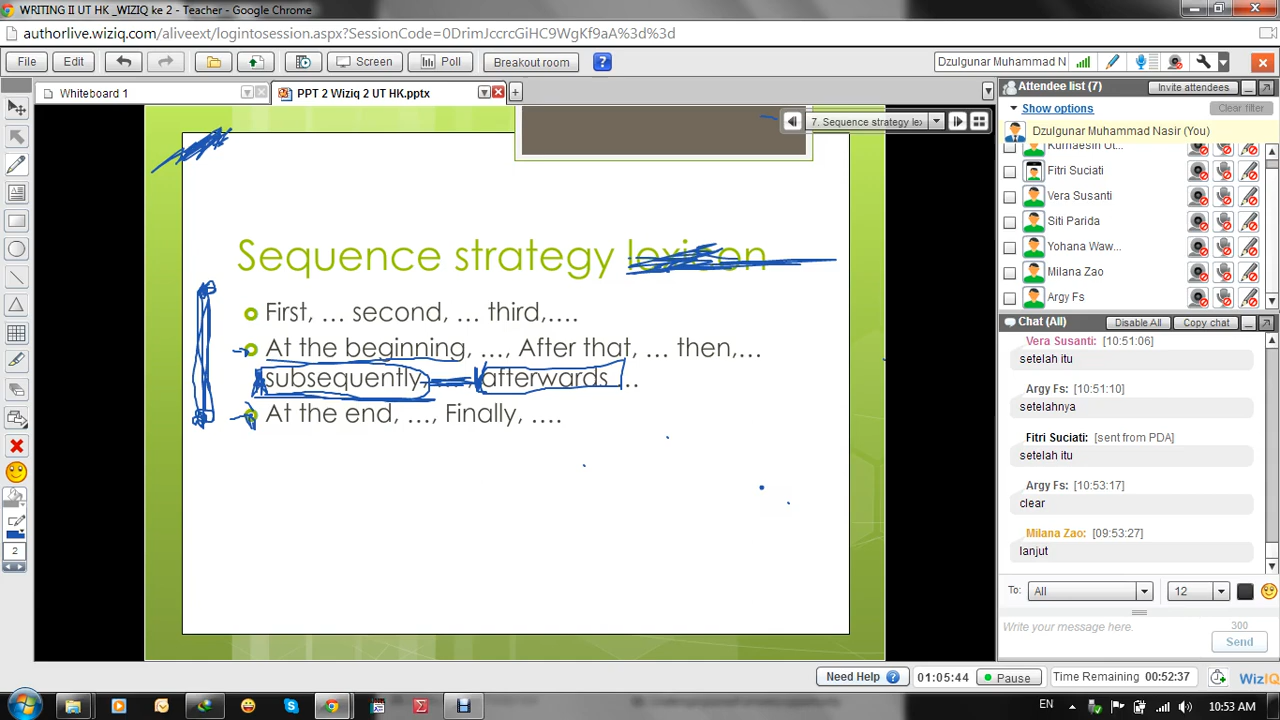 WRITING II UT HK _WIZIQ ke 2 - Teacher - Google Chrome
authorlive.wiziq.com/aliveext/logintosession.aspx?SessionCode=0DrimJccrcGiHC9WgKf9aA%3d%3d
File Edit Screen Poll Breakout room ? Dzulgunar Muhammad N
Whiteboard 1 PPT 2 Wiziq 2 UT HK.pptx
7. Sequence strategy le
Sequence strategy lexicon
First, … second, … third,….
At the beginning, …, After that, … then,…
subsequently, …, afterwards …
At the end, …, Finally, ….
2
Attendee list (7) Invite attendees
Show options Clear filter
Dzulgunar Muhammad Nasir (You)
Kurnaesin Ut...
Fitri Suciati
Vera Susanti
Siti Parida
Yohana Waw...
Milana Zao
Argy Fs
Chat (All) Disable All Copy chat
Vera Susanti: [10:51:06]
setelah itu
Argy Fs: [10:51:10]
setelahnya
Fitri Suciati: [sent from PDA]
setelah itu
Argy Fs: [10:53:17]
clear
Milana Zao: [09:53:27]
lanjut
To: All 12
Write your message here. 300
Send
Need Help ? 01:05:44 Pause Time Remaining 00:52:37 WizIQ
EN 10:53 AM